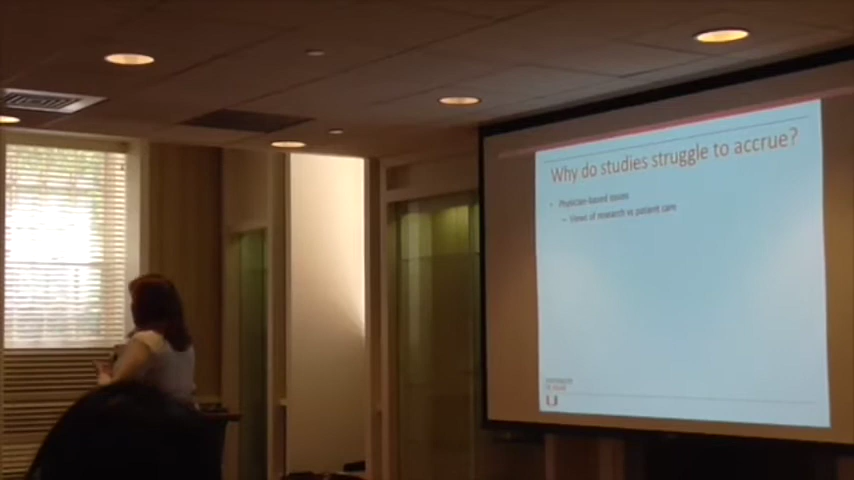 Why do studies struggle to accrue?
• Physician-based issues
– Views of research vs patient care
U